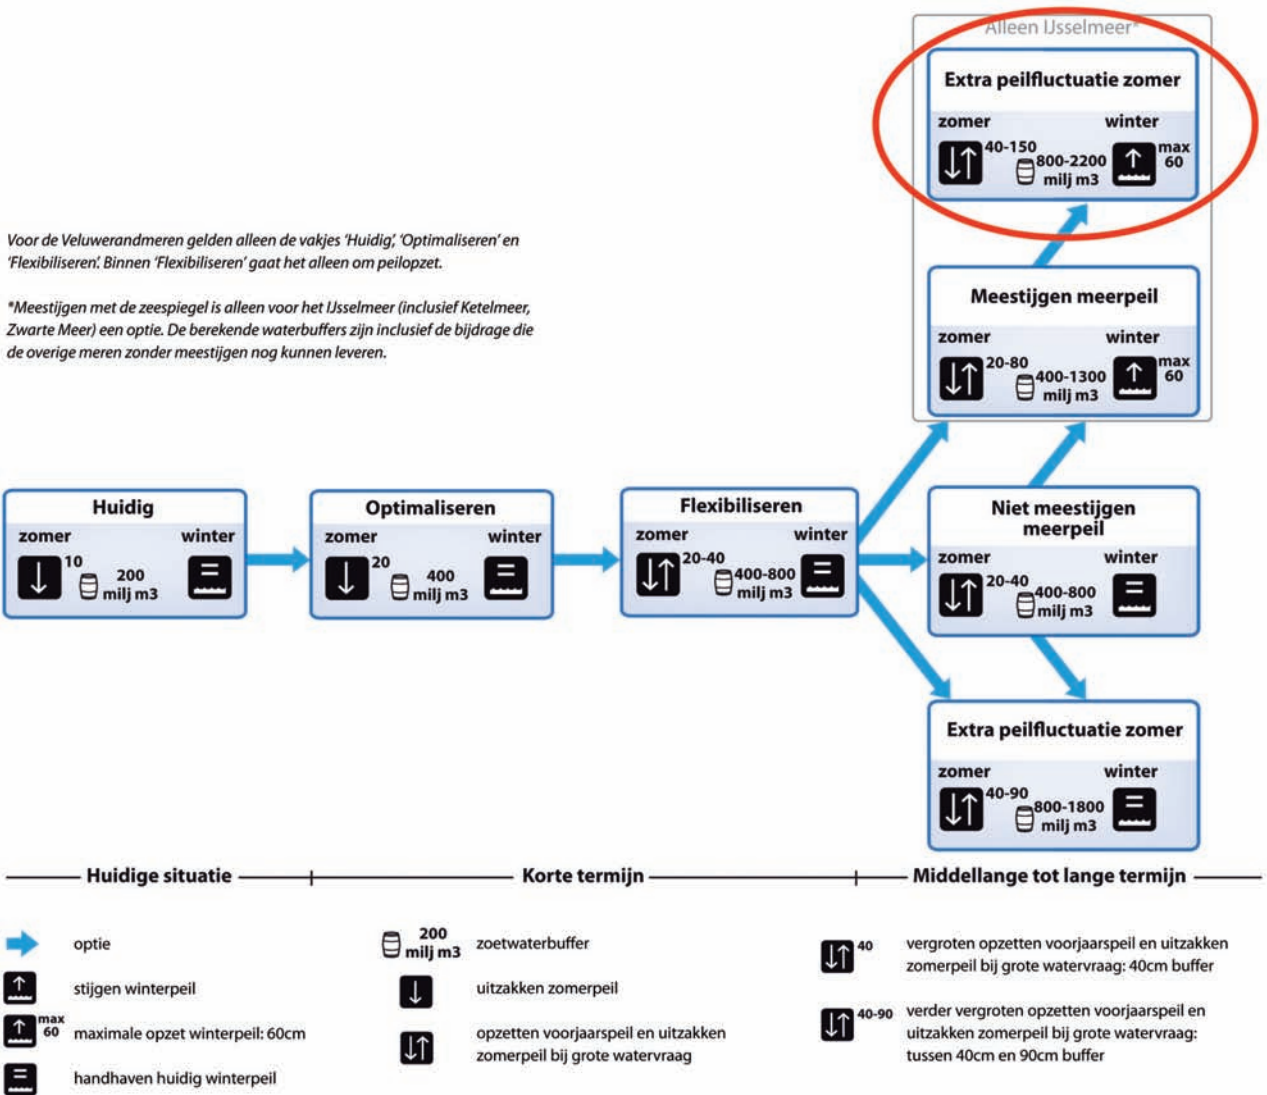 Alleen IJsselmeer*
Extra peilfluctuatie zomer
zomer winter
40-150
800-2200
milj m3
max
60
Voor de Veluwerandmeren gelden alleen de vakjes ‘Huidig’, ‘Optimaliseren’ en
‘Flexibiliseren’. Binnen ‘Flexibiliseren’ gaat het alleen om peilopzet.
*Meestijgen met de zeespiegel is alleen voor het IJsselmeer (inclusief Ketelmeer,
Zwarte Meer) een optie. De berekende waterbuffers zijn inclusief de bijdrage die
de overige meren zonder meestijgen nog kunnen leveren.
Meestijgen meerpeil
zomer winter
20-80
400-1300
milj m3
max
60
Huidig
zomer winter
10
200
milj m3
Optimaliseren
zomer winter
20
400
milj m3
Flexibiliseren
zomer winter
20-40
400-800
milj m3
Niet meestijgen
meerpeil
zomer winter
20-40
400-800
milj m3
Extra peilfluctuatie zomer
zomer winter
40-90
800-1800
milj m3
Huidige situatie
Korte termijn
Middellange tot lange termijn
optie
stijgen winterpeil
max
60
maximale opzet winterpeil: 60cm
handhaven huidig winterpeil
200
milj m3
zoetwaterbuffer
uitzakken zomerpeil
opzetten voorjaarspeil en uitzakken
zomerpeil bij grote watervraag
40
vergroten opzetten voorjaarspeil en uitzakken
zomerpeil bij grote watervraag: 40cm buffer
40-90
verder vergroten opzetten voorjaarspeil en
uitzakken zomerpeil bij grote watervraag:
tussen 40cm en 90cm buffer